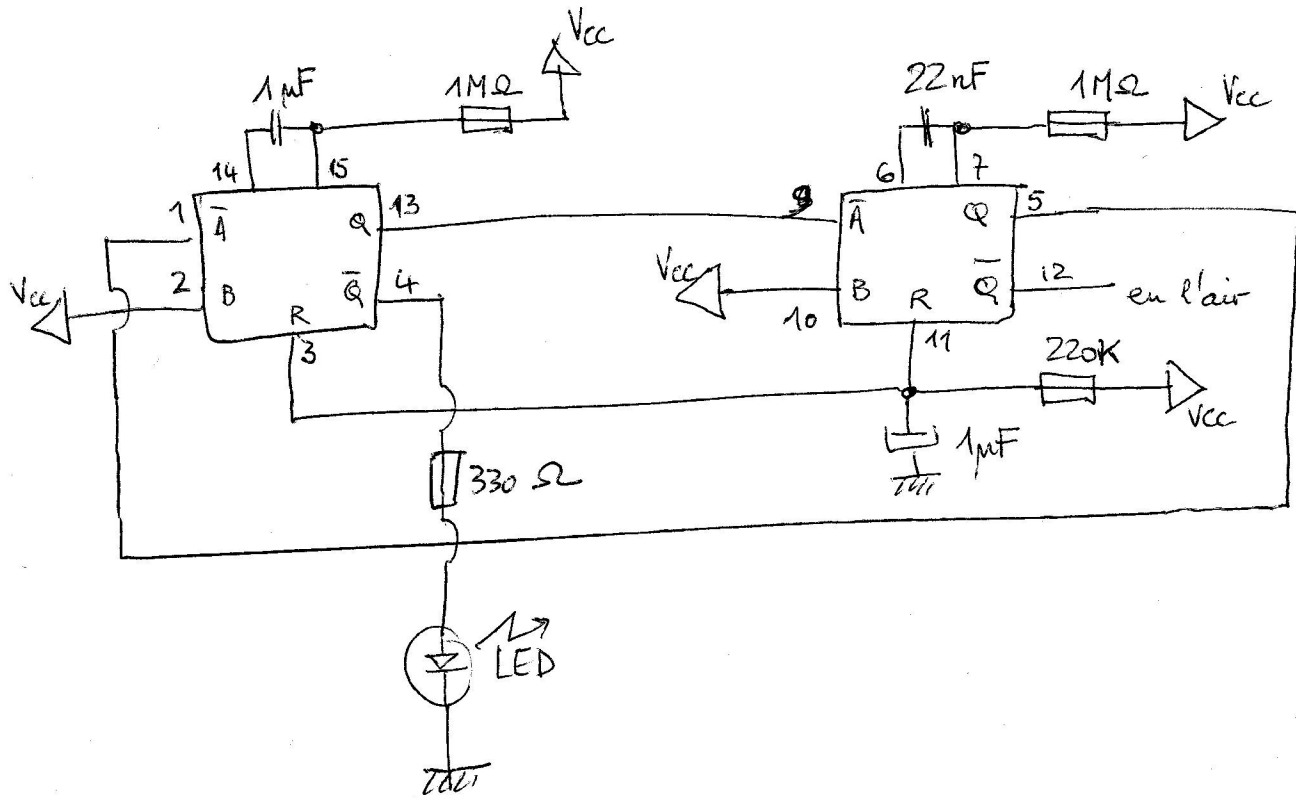 Vcc
1µF
1MΩ
22nF
1MΩ
Vcc
14
15
6
7
1
A̅
Q
13
9
A̅
Q
5
Vcc
2
B
Q̅
4
Vcc
10
B
Q̅
12
en l'air
R
3
R
11
220K
Vcc
1µF
330 Ω
LED